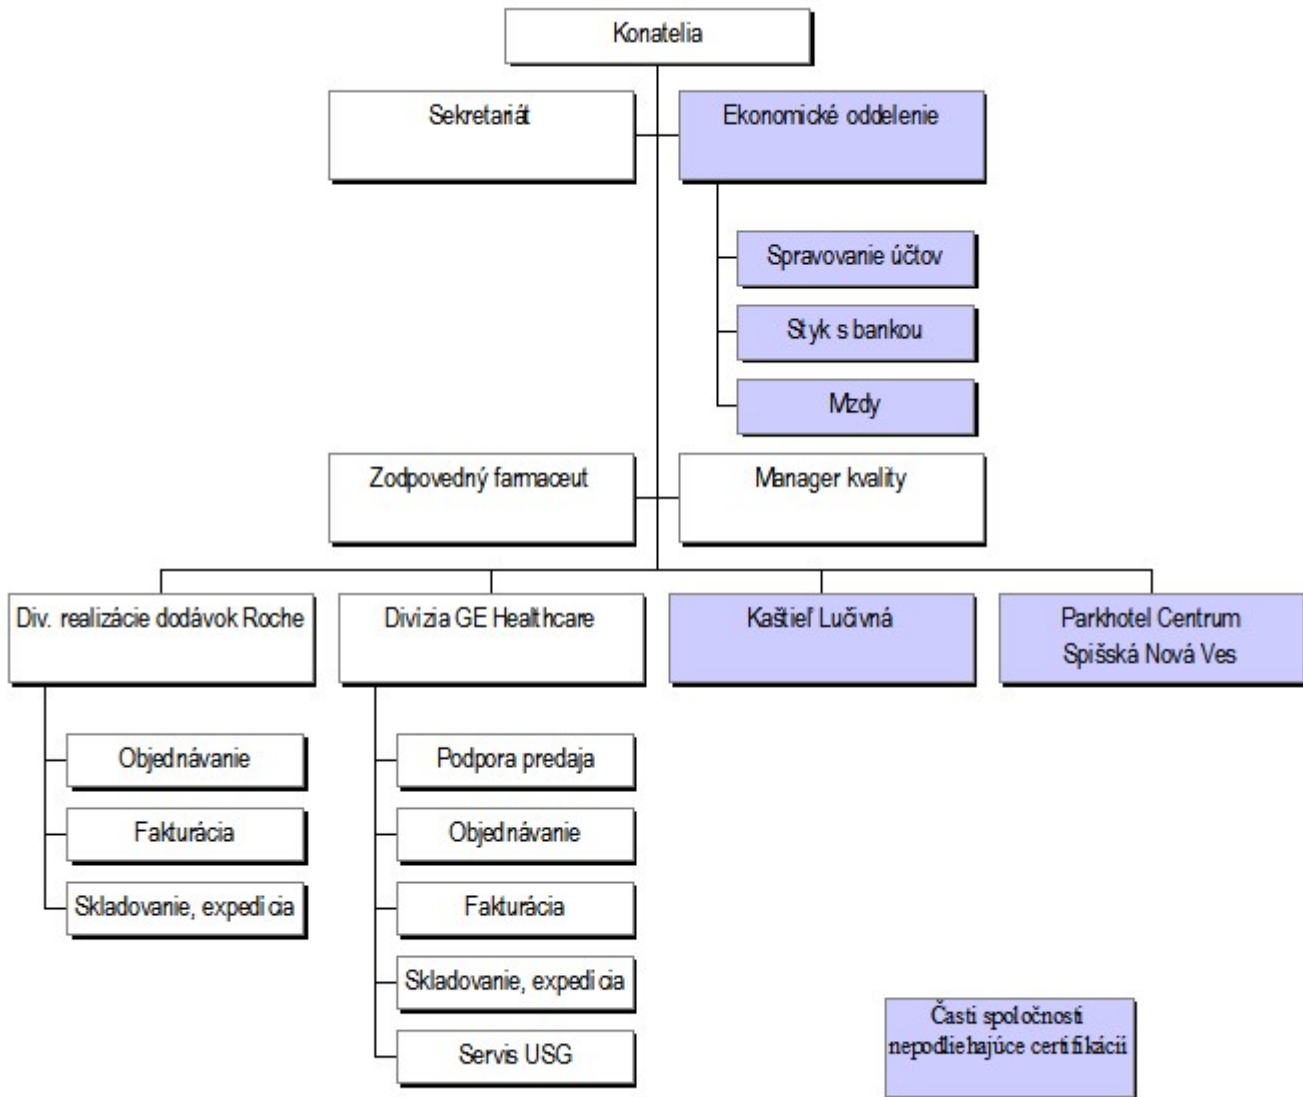 Konatelia
Sekretariát
Ekonomické oddelenie
Spravovanie účtov
Styk s bankou
Mzdy
Zodpovedný farmaceut
Manager kvality
Div. realizácie dodávok Roche
Divízia GE Healthcare
Kaštieľ Lučivná
Parkhotel Centrum
Spišská Nová Ves
Objednávanie
Fakturácia
Skladovanie, expedícia
Podpora predaja
Objednávanie
Fakturácia
Skladovanie, expedícia
Servis USG
Časti spoločnosti
nepodliehajúce certifikácii